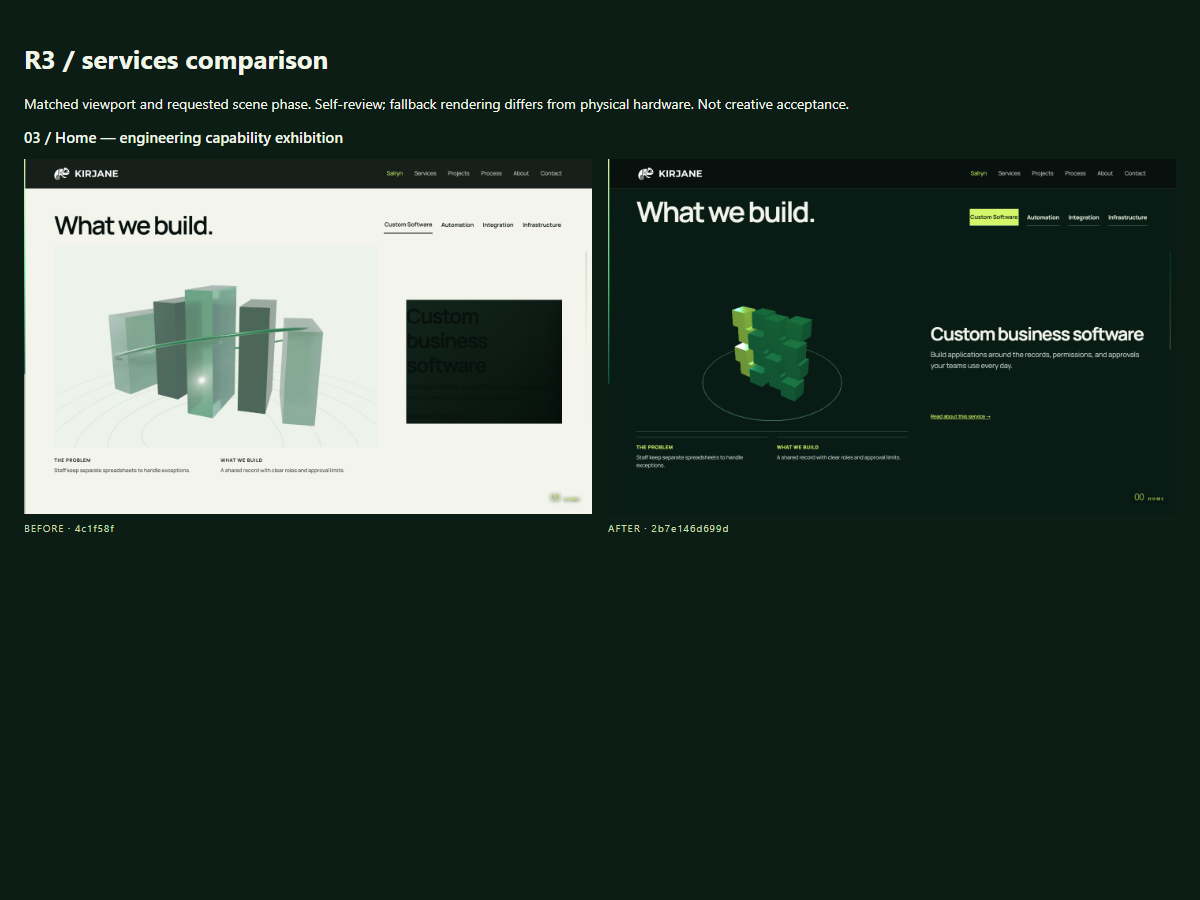 R3 / services comparison
Matched viewport and requested scene phase. Self-review; fallback rendering differs from physical hardware. Not creative acceptance.
03 / Home — engineering capability exhibition
KIRJANE
Salryn Services Projects Process About Contact
What we build.
Custom Software Automation Integration Infrastructure
Custom
business
software
THE PROBLEM
Staff keep separate spreadsheets to handle exceptions.
WHAT WE BUILD
A shared record with clear roles and approval limits.
BEFORE · 4c1f58f
KIRJANE
Salryn Services Projects Process About Contact
What we build.
Custom Software Automation Integration Infrastructure
Custom business software
Build applications around the records, permissions, and approvals
your teams use every day.
Read about this service →
THE PROBLEM
Staff keep separate spreadsheets to handle
exceptions.
WHAT WE BUILD
A shared record with clear roles and approval limits.
00 HOME
AFTER · 2b7e146d699d